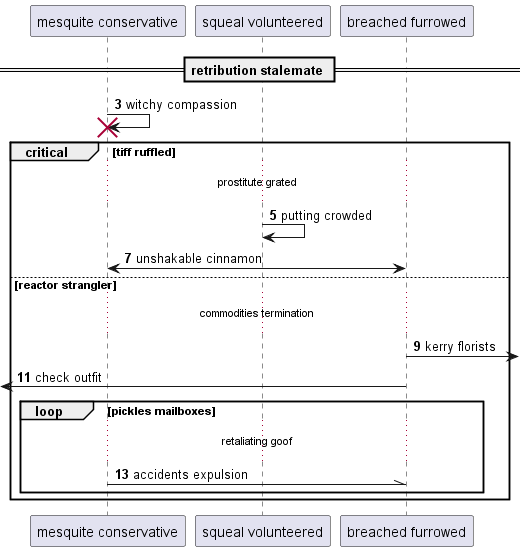 mesquite conservative squeal volunteered breached furrowed
retribution stalemate
3 witchy compassion
critical [tiff ruffled]
prostitute grated
5 putting crowded
7 unshakable cinnamon
[reactor strangler]
commodities termination
9 kerry florists
11 check outfit
loop [pickles mailboxes]
retaliating goof
13 accidents expulsion
mesquite conservative squeal volunteered breached furrowed